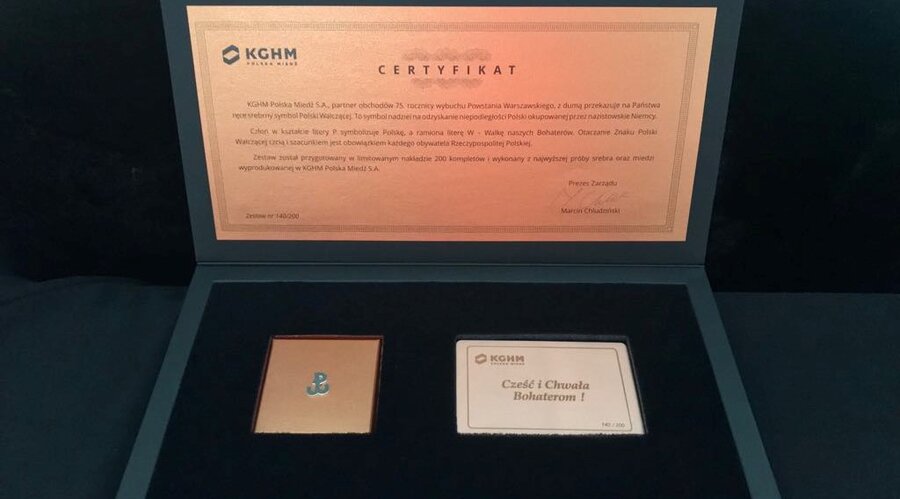 KGHM
POLSKA MIEDŹ
CERTYFIKAT
KGHM Polska Miedź S.A., partner obchodów 75. rocznicy wybuchu Powstania Warszawskiego, z dumą przekazuje na Państwa
ręce srebrny symbol Polski Walczącej. To symbol nadziei na odzyskanie niepodległości Polski okupowanej przez nazistowskie Niemcy.
Człon w kształcie litery P symbolizuje Polskę, a ramiona literę W – Walkę naszych Bohaterów. Otaczanie Znaku Polski
Walczącej czcią i szacunkiem jest obowiązkiem każdego obywatela Rzeczypospolitej Polskiej.
Zestaw został przygotowany w limitowanym nakładzie 200 kompletów i wykonany z najwyższej próby srebra oraz miedzi
wyprodukowanej w KGHM Polska Miedź S.A.
Prezes Zarządu
Marcin Chludziński
Zestaw nr 140/200
KGHM
POLSKA MIEDŹ
Cześć i Chwała
Bohaterom !
140 / 200